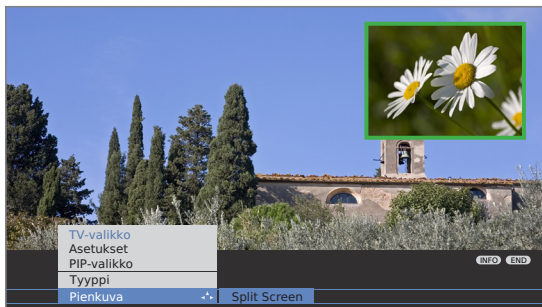 INFO END
TV-valikko
Asetukset
PIP-valikko
Tyyppi
Pienkuva Split Screen